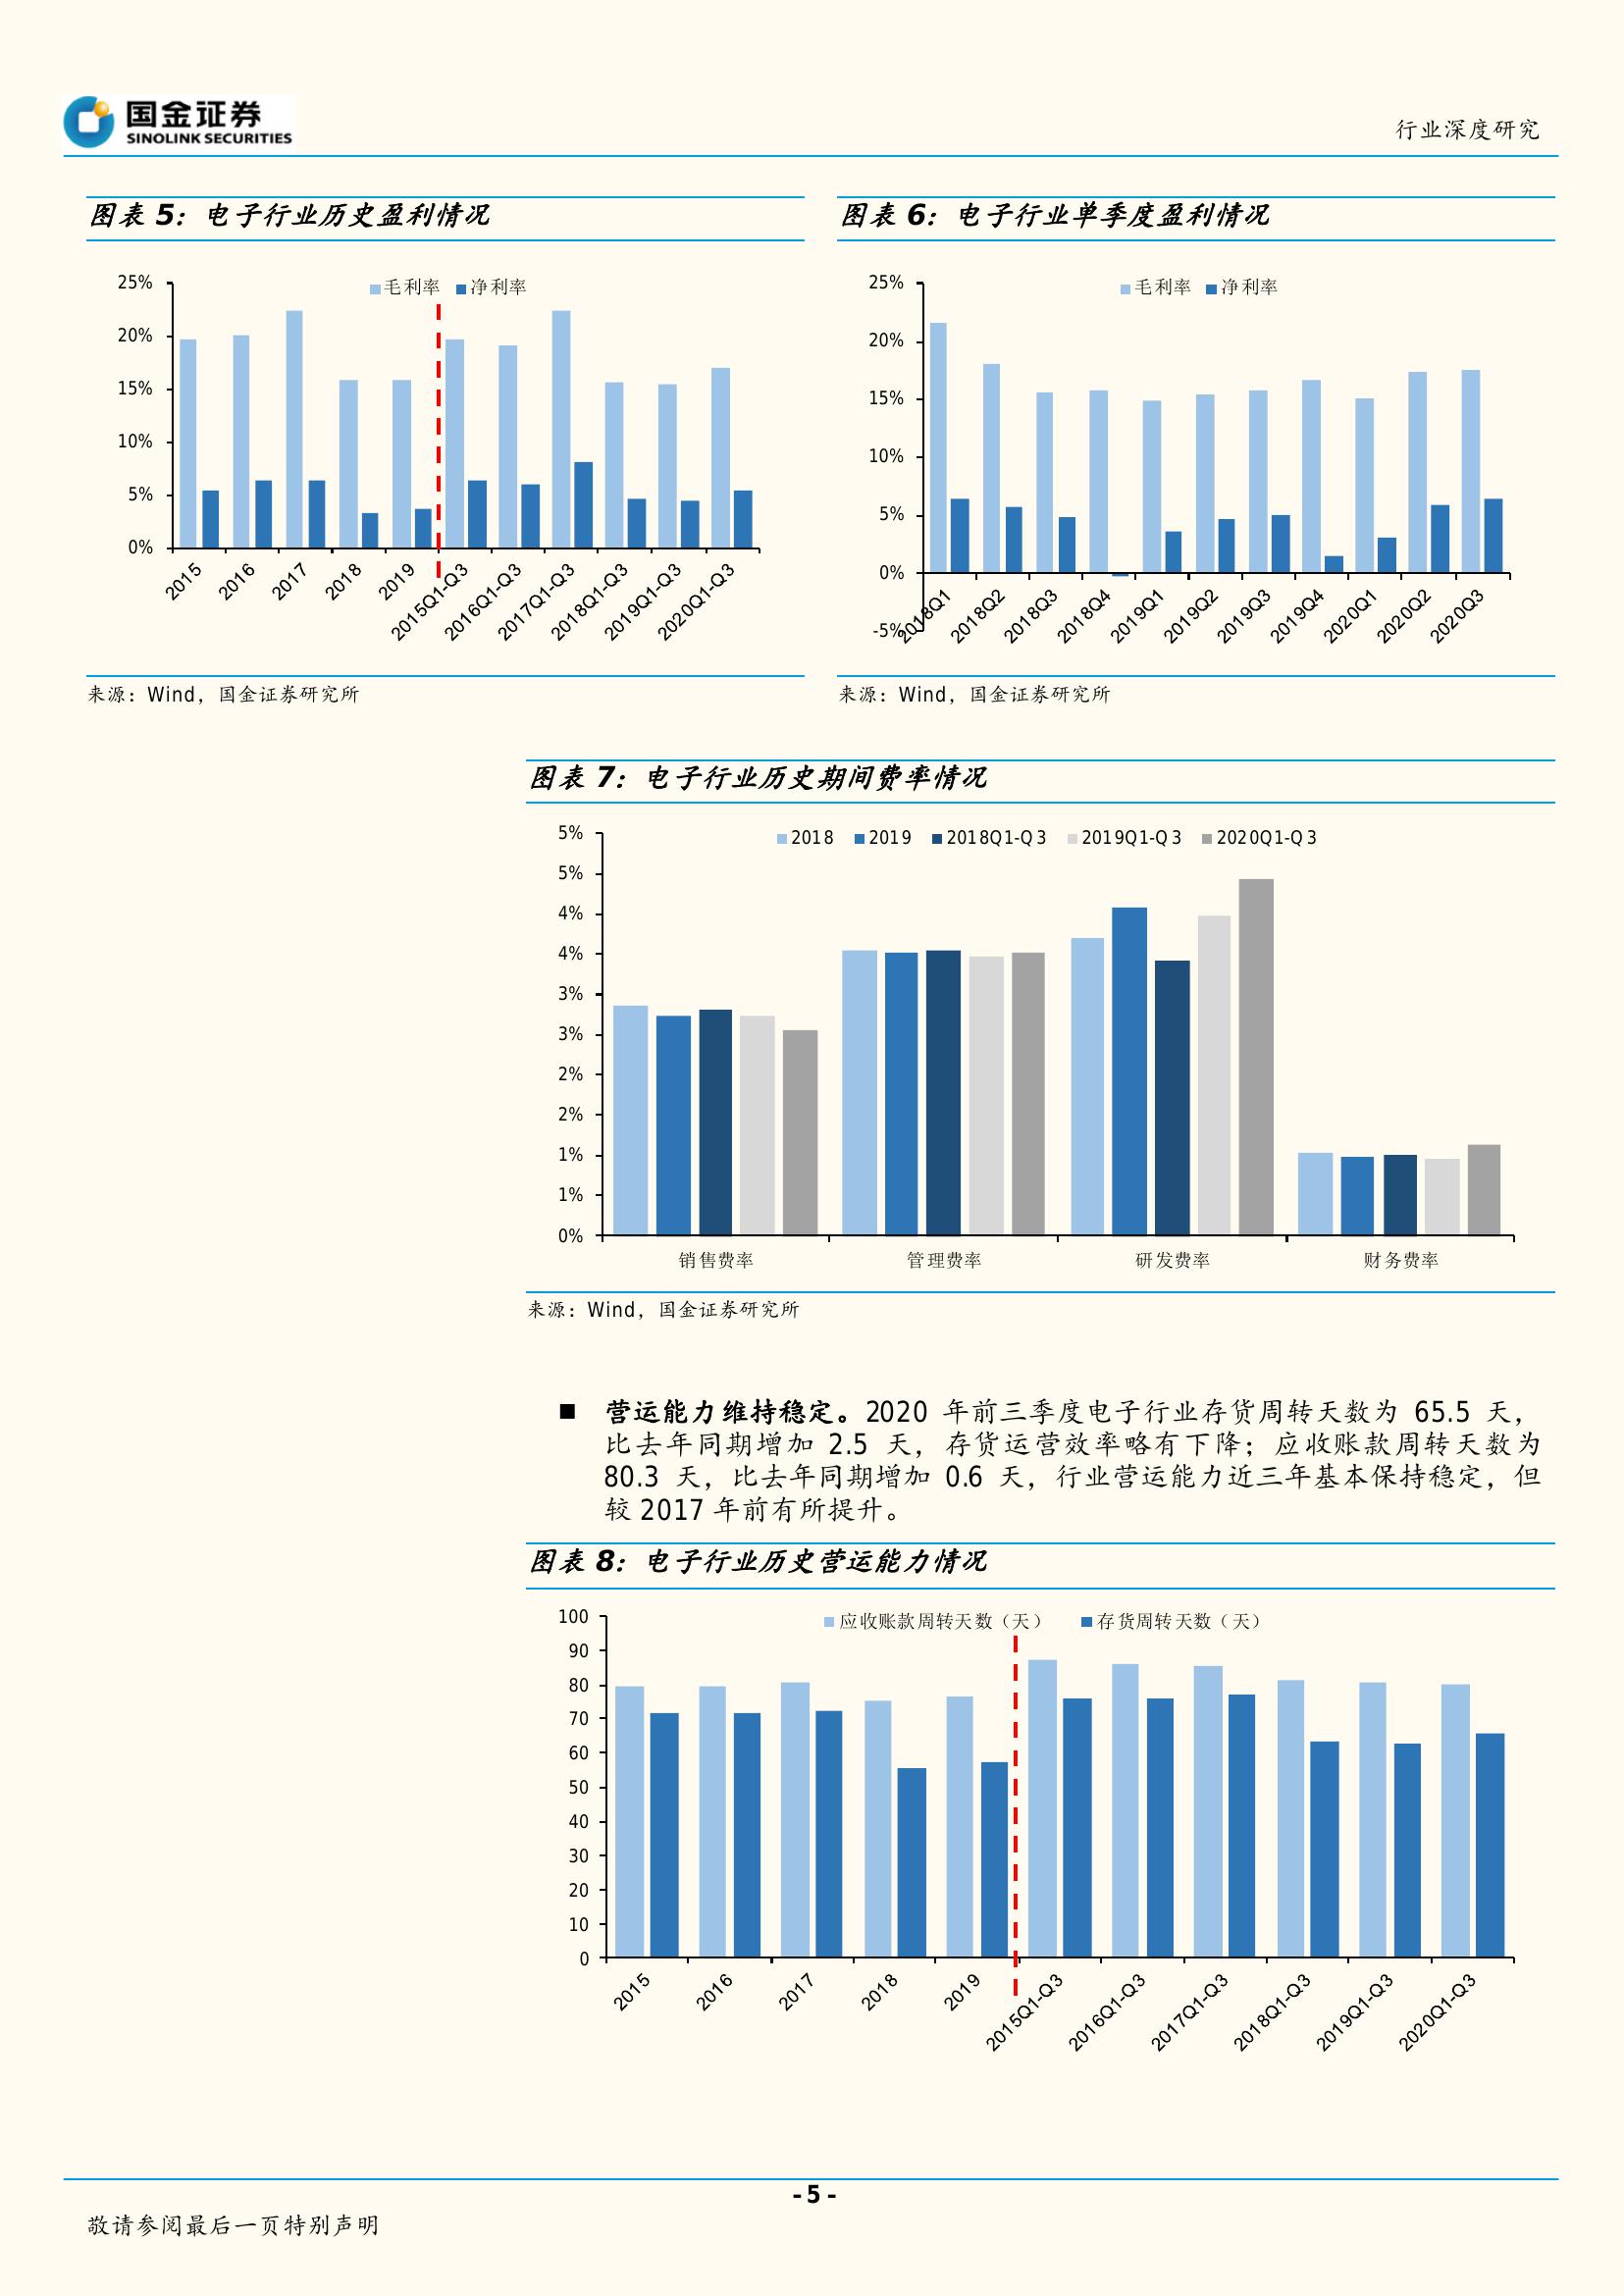 国金证券
SINOLINK SECURITIES
行业深度研究
图表 5：电子行业历史盈利情况
毛利率 净利率
25%
20%
15%
10%
5%
0%
2015 2016 2017 2018 2019 2015Q1-Q3 2016Q1-Q3 2017Q1-Q3 2018Q1-Q3 2019Q1-Q3 2020Q1-Q3
来源：Wind，国金证券研究所
图表 6：电子行业单季度盈利情况
毛利率 净利率
25%
20%
15%
10%
5%
0%
-5%
2018Q1 2018Q2 2018Q3 2018Q4 2019Q1 2019Q2 2019Q3 2019Q4 2020Q1 2020Q2 2020Q3
来源：Wind，国金证券研究所
图表 7：电子行业历史期间费率情况
2018 2019 2018Q1-Q3 2019Q1-Q3 2020Q1-Q3
5%
5%
4%
4%
3%
3%
2%
2%
1%
1%
0%
销售费率 管理费率 研发费率 财务费率
来源：Wind，国金证券研究所
■ 营运能力维持稳定。2020 年前三季度电子行业存货周转天数为 65.5 天，
比去年同期增加 2.5 天，存货运营效率略有下降；应收账款周转天数为
80.3 天，比去年同期增加 0.6 天，行业营运能力近三年基本保持稳定，但
较 2017 年前有所提升。
图表 8：电子行业历史营运能力情况
应收账款周转天数（天） 存货周转天数（天）
100
90
80
70
60
50
40
30
20
10
0
2015 2016 2017 2018 2019 2015Q1-Q3 2016Q1-Q3 2017Q1-Q3 2018Q1-Q3 2019Q1-Q3 2020Q1-Q3
- 5 -
敬请参阅最后一页特别声明